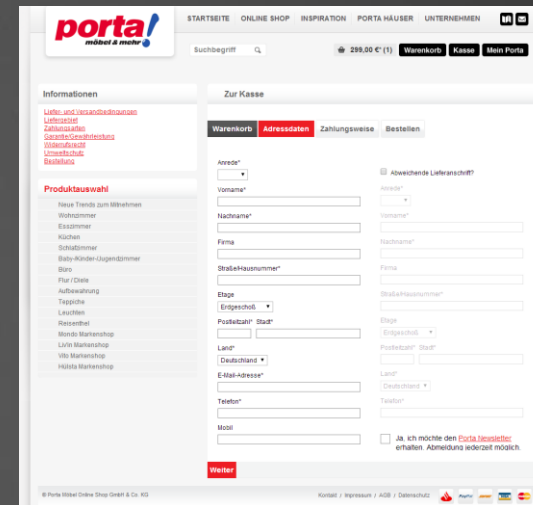 porta!
möbel & mehr
STARTSEITE ONLINE SHOP INSPIRATION PORTA HÄUSER UNTERNEHMEN
Suchbegriff 299,00 €* (1) Warenkorb Kasse Mein Porta
Informationen
Liefer- und Versandbedingungen
Liefergebiet
Zahlungsarten
Garantie/Gewährleistung
Widerrufsrecht
Umweltschutz
Bestellung
Produktauswahl
Neue Trends zum Mitnehmen
Wohnzimmer
Esszimmer
Küchen
Schlafzimmer
Baby-/Kinder-/Jugendzimmer
Büro
Flur / Diele
Aufbewahrung
Teppiche
Leuchten
Reisenthel
Mondo Markenshop
LIV'in Markenshop
Vito Markenshop
Hülsta Markenshop
Zur Kasse
Warenkorb Adressdaten Zahlungsweise Bestellen
Anrede*
Vorname*
Nachname*
Firma
Straße/Hausnummer*
Etage
Erdgeschoß
Postleitzahl* Stadt*
Land*
Deutschland
E-Mail-Adresse*
Telefon*
Mobil
Abweichende Lieferanschrift?
Anrede*
Vorname*
Nachname*
Firma
Straße/Hausnummer*
Etage
Erdgeschoß
Postleitzahl* Stadt*
Land*
Deutschland
Telefon*
Ja, ich möchte den Porta Newsletter
erhalten. Abmeldung jederzeit möglich.
Weiter
© Porta Möbel Online Shop GmbH & Co. KG
Kontakt / Impressum / AGB / Datenschutz PayPal